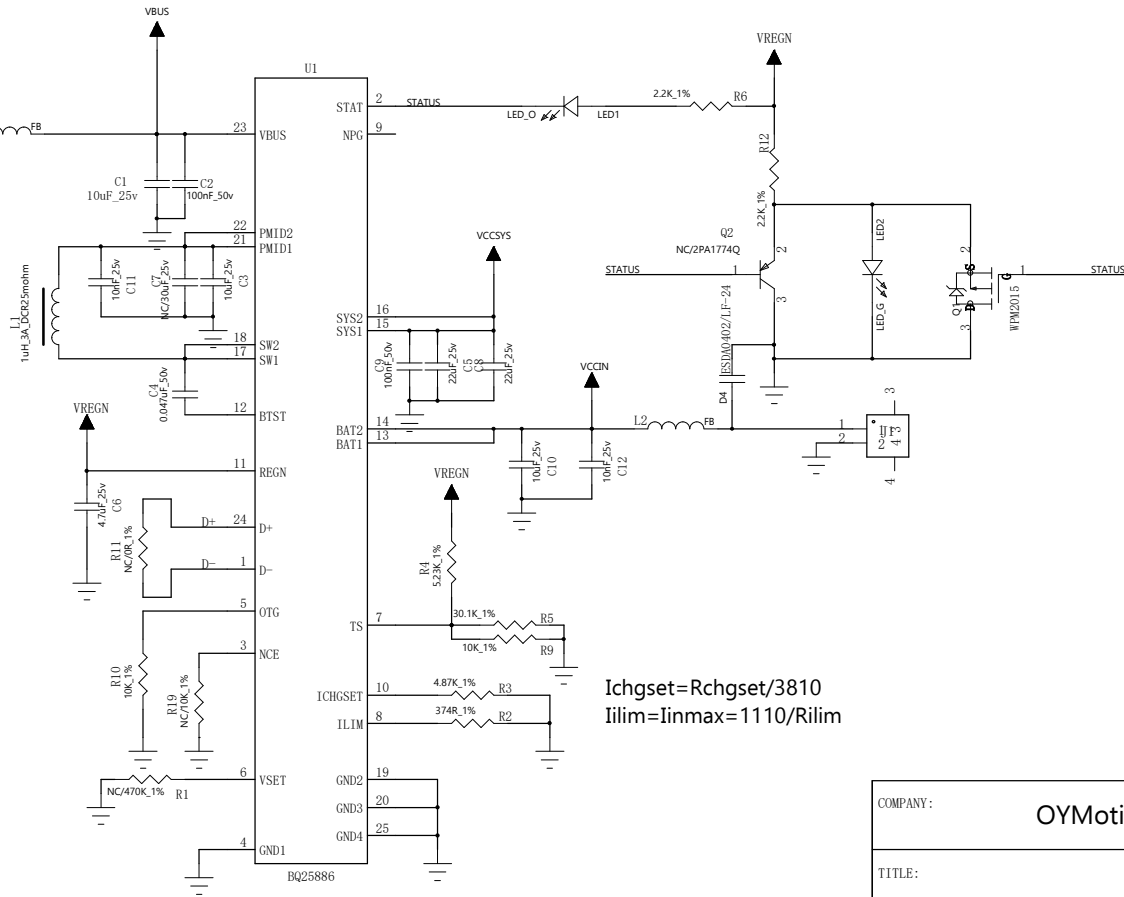 VBUS
FB
U1
23
VBUS
C1
10uF_25v
C2
100nF_50v
22
PMID2
21
PMID1
L1
1uH_3A_DCR25mohm
C11
10nF_25v
C7
NC/30uF_25v
C3
10uF_25v
18
SW2
17
SW1
C4
0.047uF_50v
12
BTST
VREGN
11
REGN
4.7uF_25v
C6
D+
24
D+
R11
NC/0R_1%
D-
1
D-
5
OTG
3
NCE
R10
10K_1%
R19
NC/10K_1%
6
VSET
NC/470K_1%
R1
4
GND1
BQ25886
STAT
2
STATUS
NPG
9
LED_O
LED1
2.2K_1%
R6
VREGN
R12
2.2K_1%
Q2
NC/2PA1774Q
STATUS
1
2
3
LED2
LED_G
2
S
G
1
STATUS
Q1
D
3
WPM2015
VCCSYS
SYS2
16
SYS1
15
C9
100nF_50v
22uF_25v
C5
C8
22uF_25v
VCCIN
BAT2
14
BAT1
13
10uF_25v
C10
10nF_25v
C12
L2
FB
ESDA0402/LF-24
D4
1
2
3
4
VREGN
R4
5.23K_1%
TS
7
30.1K_1%
R5
10K_1%
R9
ICHGSET
10
4.87K_1%
R3
ILIM
8
374R_1%
R2
Ichgset=Rchgset/3810
Iilim=Iinmax=1110/Rilim
GND2
19
GND3
20
GND4
25
COMPANY:
OYMoti
TITLE: